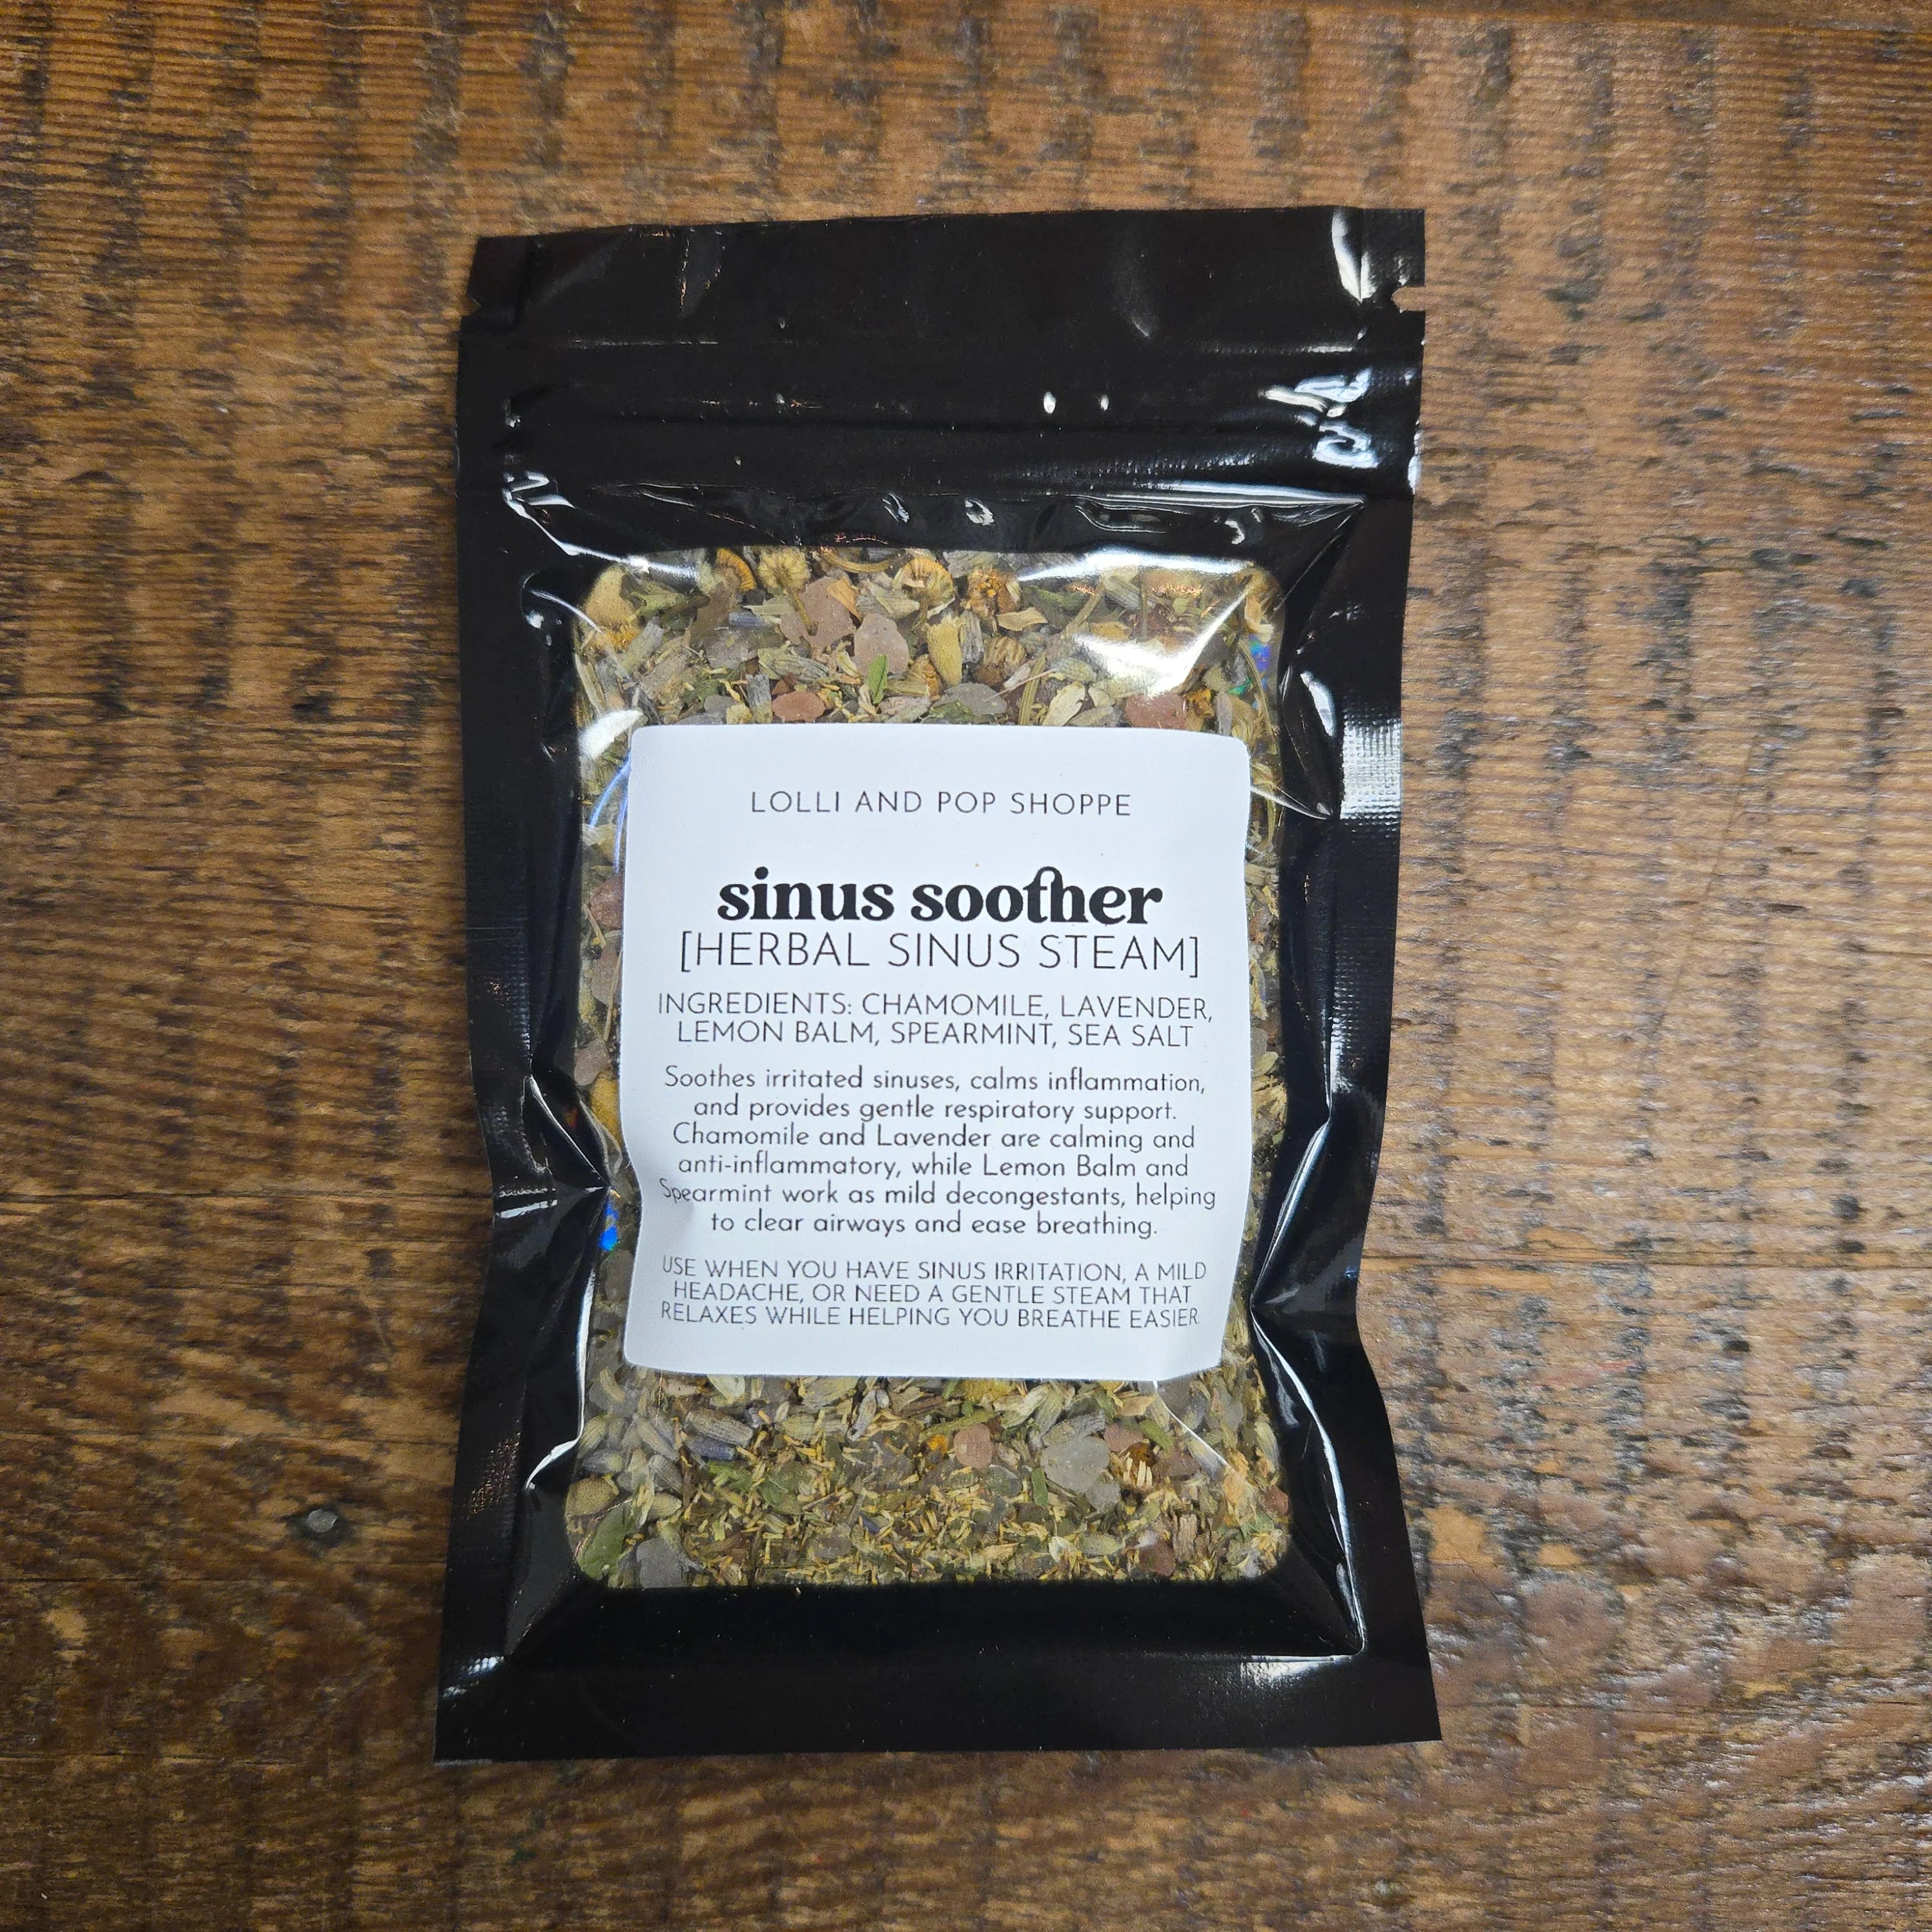 LOLLI AND POP SHOPPE
sinus soother
[HERBAL SINUS STEAM]
INGREDIENTS: CHAMOMILE, LAVENDER,
LEMON BALM, SPEARMINT, SEA SALT
Soothes irritated sinuses, calms inflammation,
and provides gentle respiratory support.
Chamomile and Lavender are calming and
anti-inflammatory, while Lemon Balm and
Spearmint work as mild decongestants, helping
to clear airways and ease breathing.
USE WHEN YOU HAVE SINUS IRRITATION, A MILD
HEADACHE, OR NEED A GENTLE STEAM THAT
RELAXES WHILE HELPING YOU BREATHE EASIER.